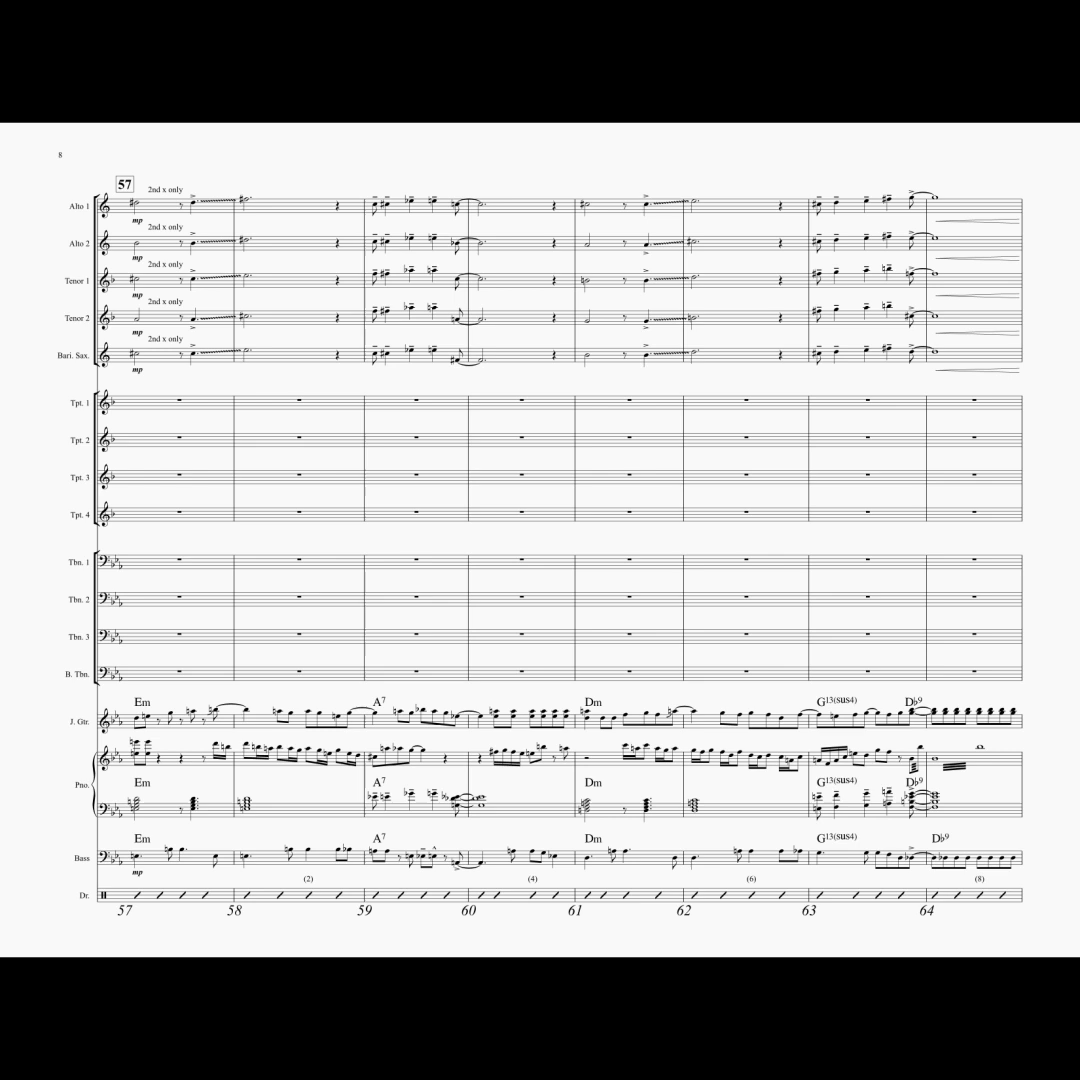 8
57
2nd x only
Alto 1
mp
2nd x only
Alto 2
mp
2nd x only
Tenor 1
mp
2nd x only
Tenor 2
mp
2nd x only
Bari. Sax.
mp
Tpt. 1
Tpt. 2
Tpt. 3
Tpt. 4
Tbn. 1
Tbn. 2
Tbn. 3
B. Tbn.
Em A7 Dm G13(sus4) D♭9
J. Gtr.
Pno.
Em A7 Dm G13(sus4) D♭9
Em A7 Dm G13(sus4) D♭9
Bass
mp
(2) (4) (6) (8)
Dr.
57 58 59 60 61 62 63 64